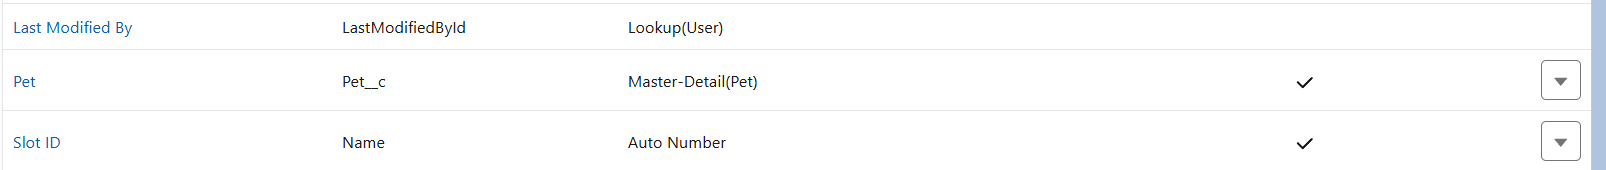 Last Modified By LastModifiedById Lookup(User)
Pet Pet__c Master-Detail(Pet)
Slot ID Name Auto Number